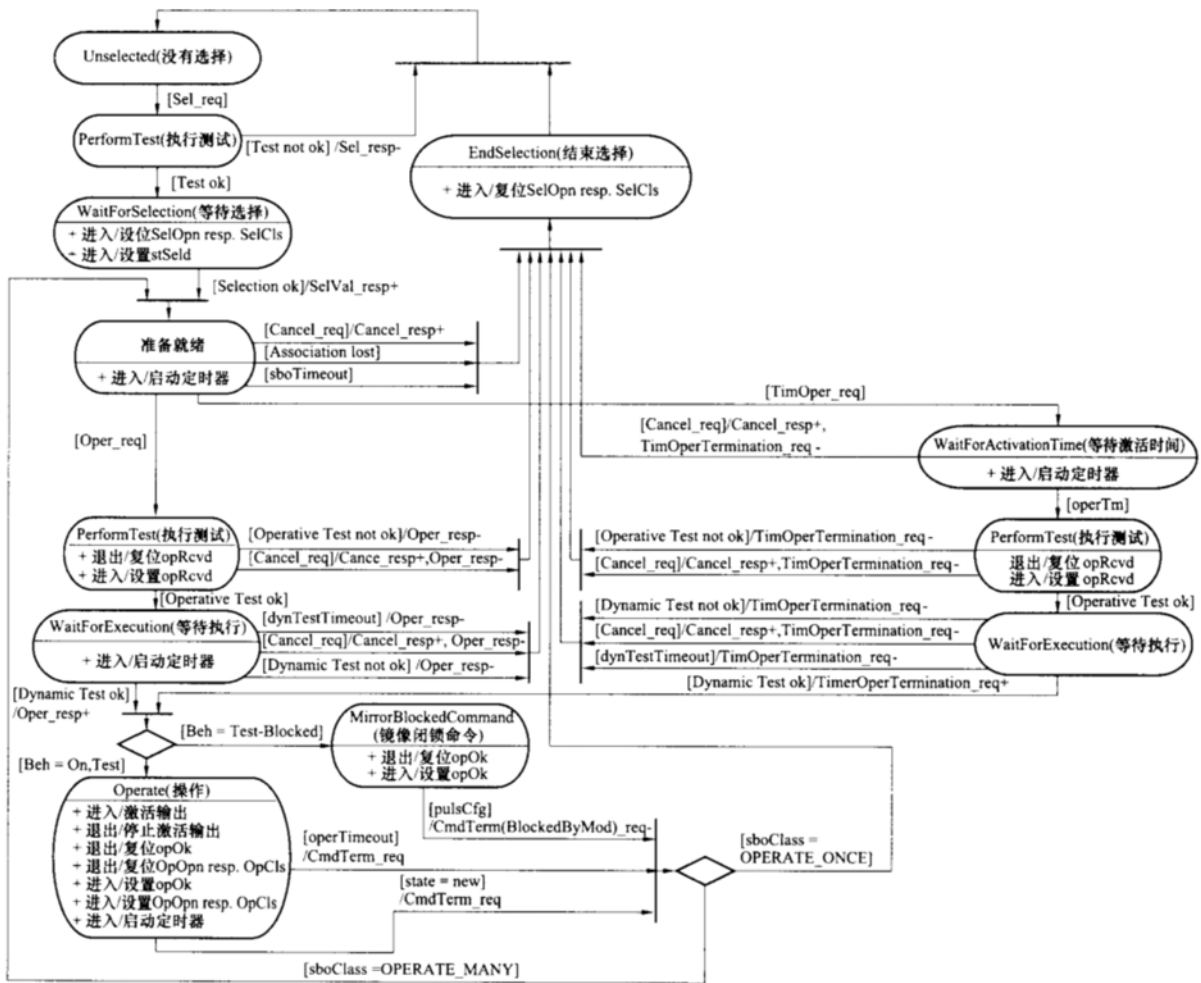 Unselected(没有选择)
[Sel_req]
PerformTest(执行测试)
[Test not ok] /Sel_resp-
[Test ok]
EndSelection(结束选择)
+ 进入/复位SelOpn resp. SelCls
WaitForSelection(等待选择)
+ 进入/设位SelOpn resp. SelCls
+ 进入/设置stSeld
[Selection ok]/SelVal_resp+
准备就绪
+ 进入/启动定时器
[Cancel_req]/Cancel_resp+
[Association lost]
[sboTimeout]
[TimOper_req]
[Oper_req]
[Cancel_req]/Cancel_resp+,
TimOperTermination_req -
WaitForActivationTime(等待激活时间)
+ 进入/启动定时器
[operTm]
PerformTest(执行测试)
+ 退出/复位opRcvd
+ 进入/设置opRcvd
[Operative Test not ok]/Oper_resp-
[Cancel_req]/Cance_resp+,Oper_resp-
[Operative Test not ok]/TimOperTermination_req -
[Cancel_req]/Cancel_resp+,TimOperTermination_req -
PerformTest(执行测试)
退出/复位 opRcvd
进入/设置 opRcvd
[Operative Test ok]
[Operative Test ok]
WaitForExecution(等待执行)
+ 进入/启动定时器
[dynTestTimeout] /Oper_resp-
[Cancel_req]/Cancel_resp+, Oper_resp-
[Dynamic Test not ok] /Oper_resp-
[Dynamic Test not ok]/TimOperTermination_req-
[Cancel_req]/Cancel_resp+,TimOperTermination_req-
[dynTestTimeout]/TimOperTermination_req-
WaitForExecution(等待执行)
[Dynamic Test ok]/TimerOperTermination_req+
[Dynamic Test ok]
/Oper_resp+
[Beh = Test-Blocked]
MirrorBlockedCommand
(镜像闭锁命令)
+ 退出/复位opOk
+ 进入/设置opOk
[Beh = On,Test]
Operate(操作)
+ 进入/激活输出
+ 退出/停止激活输出
+ 退出/复位opOk
+ 退出/复位OpOpn resp. OpCls
+ 进入/设置opOk
+ 进入/设置OpOpn resp. OpCls
+ 进入/启动定时器
[pulsCfg]
/CmdTerm(BlockedByMod)_req-
[operTimeout]
/CmdTerm_req
[state = new]
/CmdTerm_req
[sboClass =
OPERATE_ONCE]
[sboClass =OPERATE_MANY]